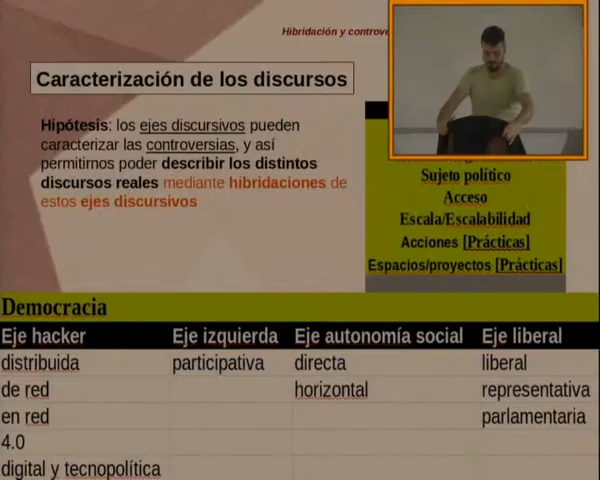 Hibridación y controve
Caracterización de los discursos
Hipótesis: los ejes discursivos pueden
caracterizar las controversias, y así
permitirnos poder describir los distintos
discursos reales mediante hibridaciones de
estos ejes discursivos
Sujeto político
Acceso
Escala/Escalabilidad
Acciones [Prácticas]
Espacios/proyectos [Prácticas]
Democracia
Eje hacker Eje izquierda Eje autonomía social Eje liberal
distribuida participativa directa liberal
de red horizontal representativa
en red parlamentaria
4.0
digital y tecnopolítica